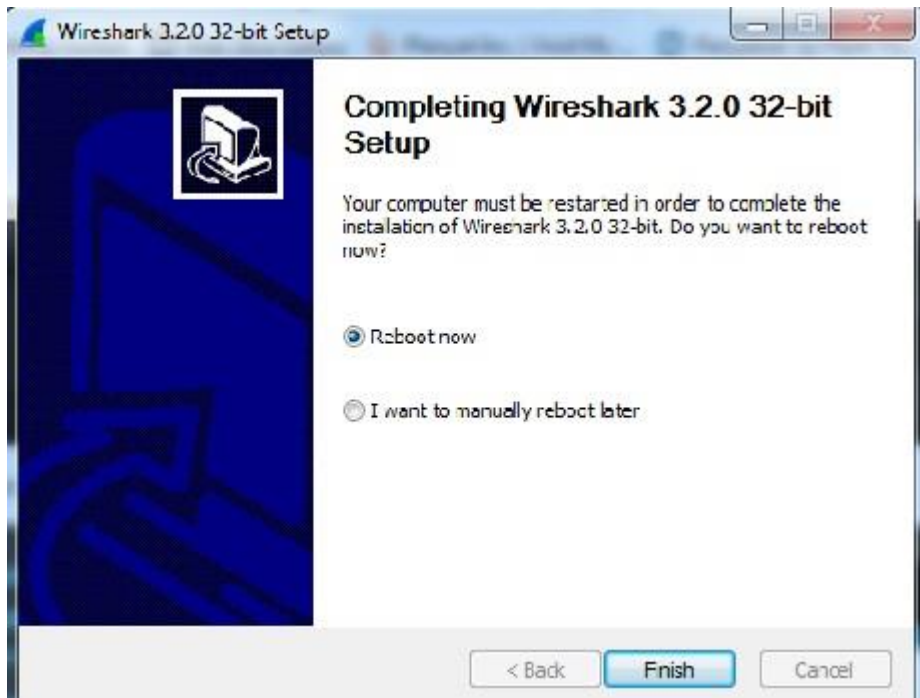 Wireshark 3.2.0 32-bit Setup
Completing Wireshark 3.2.0 32-bit
Setup
Your computer must be restarted in order to complete the
installation of Wireshark 3.2.0 32-bit. Do you want to reboot
now?
Reboot now
I want to manually reboot later
< Back Finish Cancel